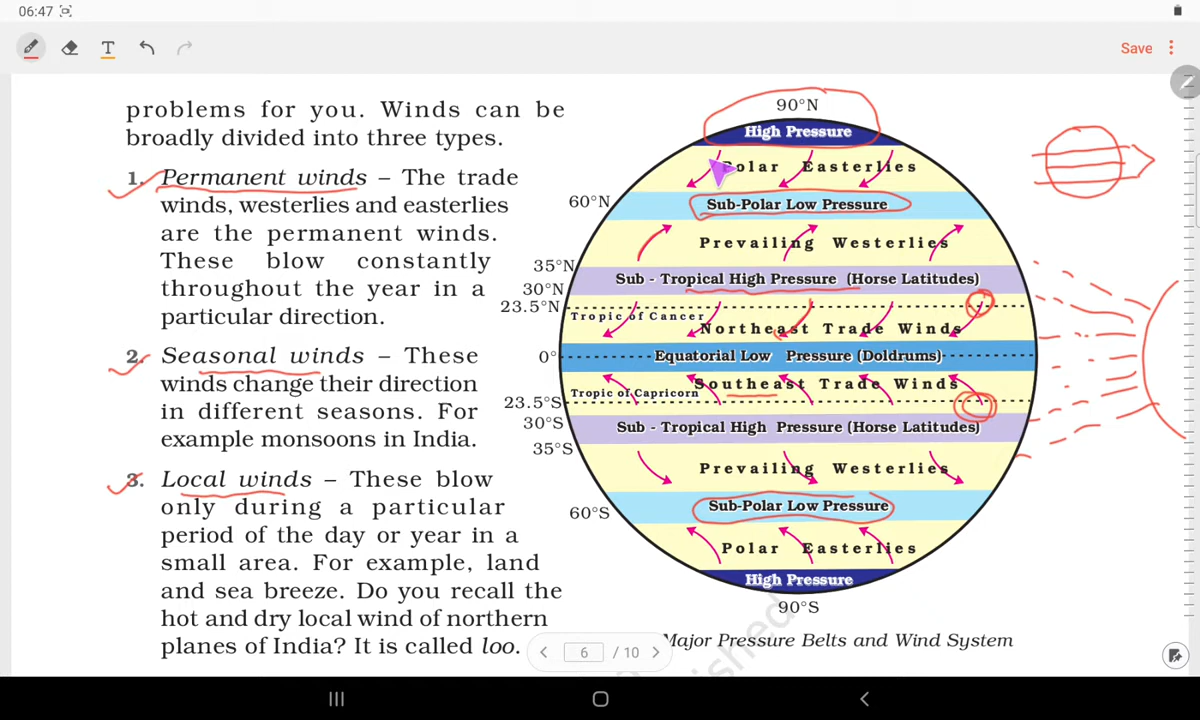 06:47
T
Save
problems for you. Winds can be
broadly divided into three types.
1. Permanent winds – The trade
winds, westerlies and easterlies
are the permanent winds.
These blow constantly
throughout the year in a
particular direction.
2. Seasonal winds – These
winds change their direction
in different seasons. For
example monsoons in India.
3. Local winds – These blow
only during a particular
period of the day or year in a
small area. For example, land
and sea breeze. Do you recall the
hot and dry local wind of northern
planes of India? It is called loo.
90°N
High Pressure
Polar Easterlies
60°N
Sub-Polar Low Pressure
Prevailing Westerlies
35°N
Sub - Tropical High Pressure (Horse Latitudes)
30°N
23.5°N
Tropic of Cancer
Northeast Trade Winds
0°
Equatorial Low Pressure (Doldrums)
Southeast Trade Winds
Tropic of Capricorn
23.5°S
30°S
Sub - Tropical High Pressure (Horse Latitudes)
35°S
Prevailing Westerlies
60°S
Sub-Polar Low Pressure
Polar Easterlies
High Pressure
90°S
Major Pressure Belts and Wind System
6 / 10